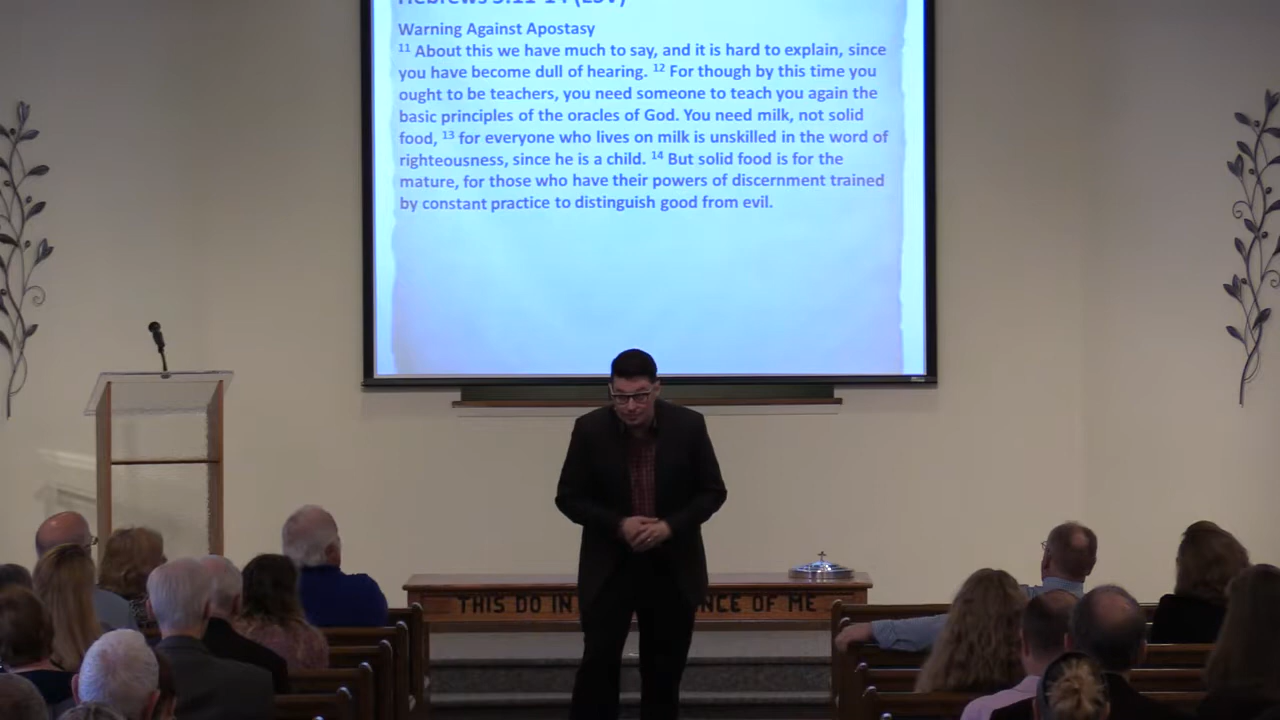 Hebrews 5:11-14 (ESV)
Warning Against Apostasy
11 About this we have much to say, and it is hard to explain, since
you have become dull of hearing. 12 For though by this time you
ought to be teachers, you need someone to teach you again the
basic principles of the oracles of God. You need milk, not solid
food, 13 for everyone who lives on milk is unskilled in the word of
righteousness, since he is a child. 14 But solid food is for the
mature, for those who have their powers of discernment trained
by constant practice to distinguish good from evil.
THIS DO IN NCE OF ME